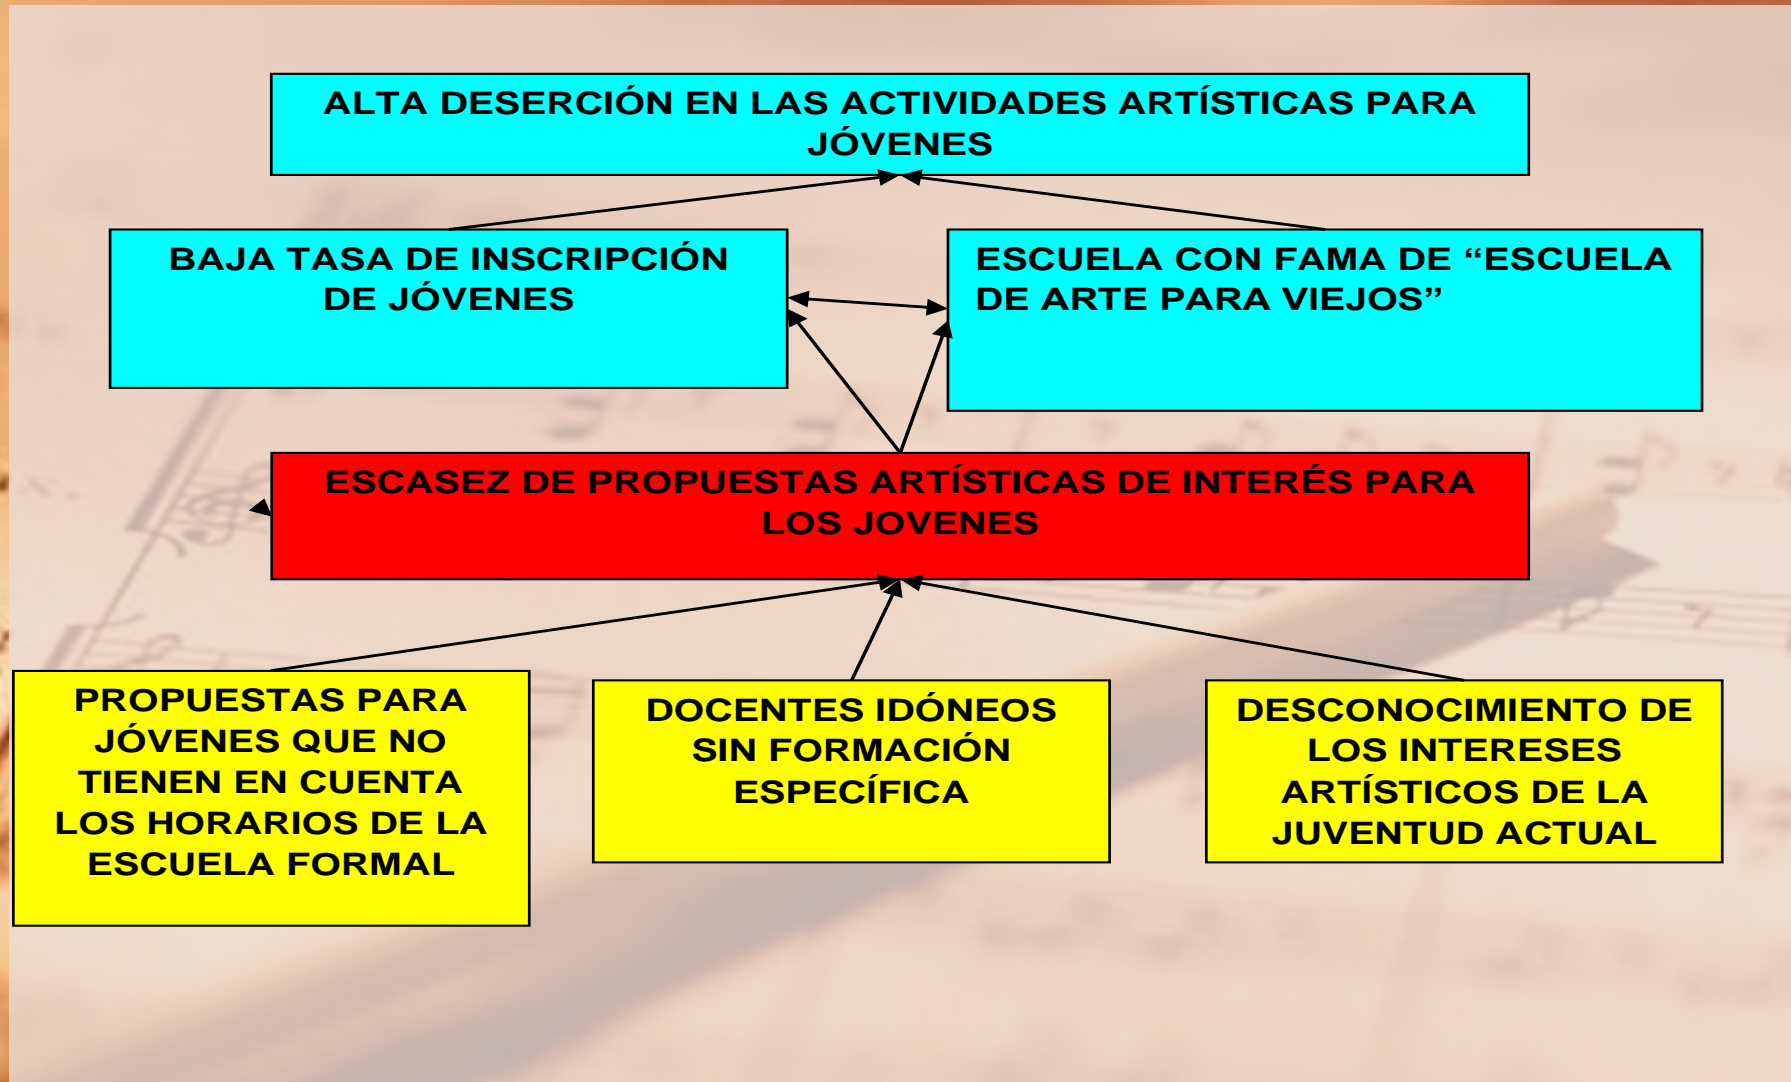 ALTA DESERCIÓN EN LAS ACTIVIDADES ARTÍSTICAS PARA
JÓVENES
BAJA TASA DE INSCRIPCIÓN
DE JÓVENES
ESCUELA CON FAMA DE “ESCUELA
DE ARTE PARA VIEJOS”
ESCASEZ DE PROPUESTAS ARTÍSTICAS DE INTERÉS PARA
LOS JOVENES
PROPUESTAS PARA
JÓVENES QUE NO
TIENEN EN CUENTA
LOS HORARIOS DE LA
ESCUELA FORMAL
DOCENTES IDÓNEOS
SIN FORMACIÓN
ESPECÍFICA
DESCONOCIMIENTO DE
LOS INTERESES
ARTÍSTICOS DE LA
JUVENTUD ACTUAL